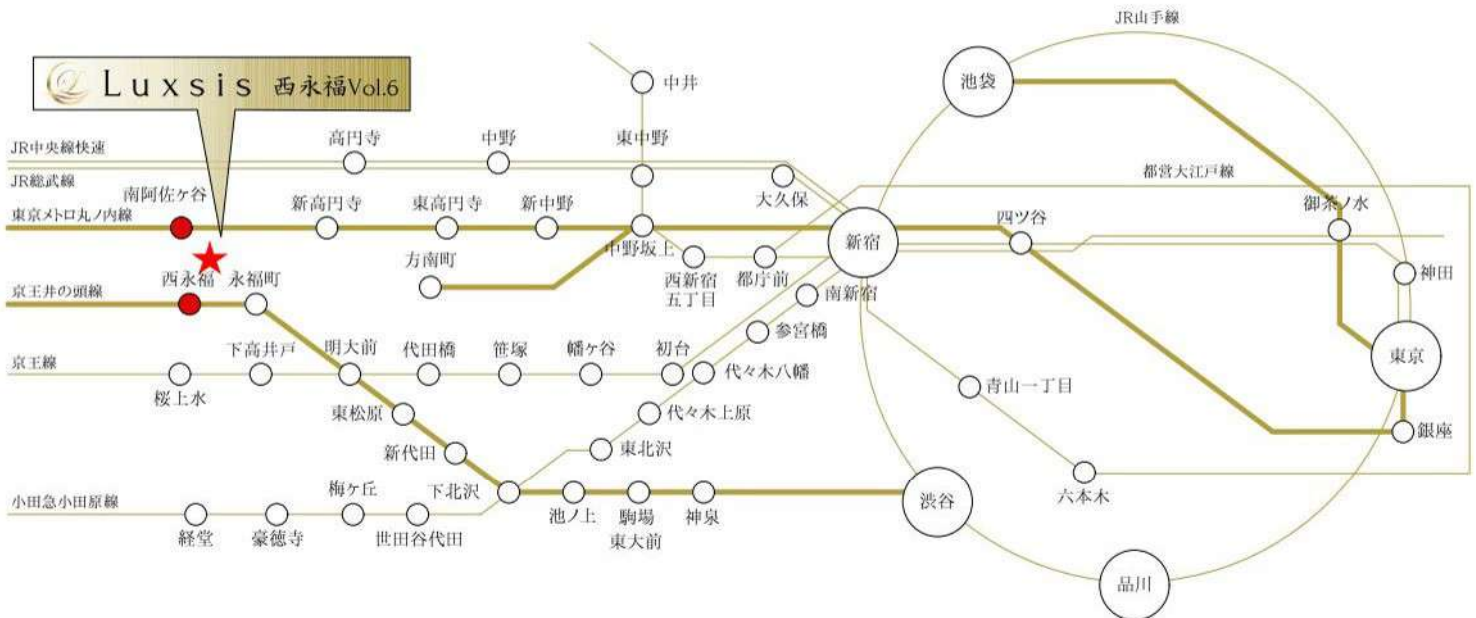 JR山手線
池袋
Luxsis 西永福Vol.6
中井
高円寺
中野
東中野
JR中央線快速
JR総武線
大久保
都営大江戸線
南阿佐ヶ谷
東京メトロ丸ノ内線
新高円寺
東高円寺
新中野
四ツ谷
御茶ノ水
中野坂上
新宿
西永福
永福町
方南町
西新宿
五丁目
都庁前
神田
京王井の頭線
南新宿
参宮橋
下高井戸
明大前
代田橋
笹塚
幡ヶ谷
初台
京王線
代々木八幡
東京
桜上水
青山一丁目
東松原
代々木上原
銀座
新代田
東北沢
梅ヶ丘
下北沢
小田急小田原線
渋谷
六本木
経堂
豪徳寺
世田谷代田
池ノ上
駒場
東大前
神泉
品川